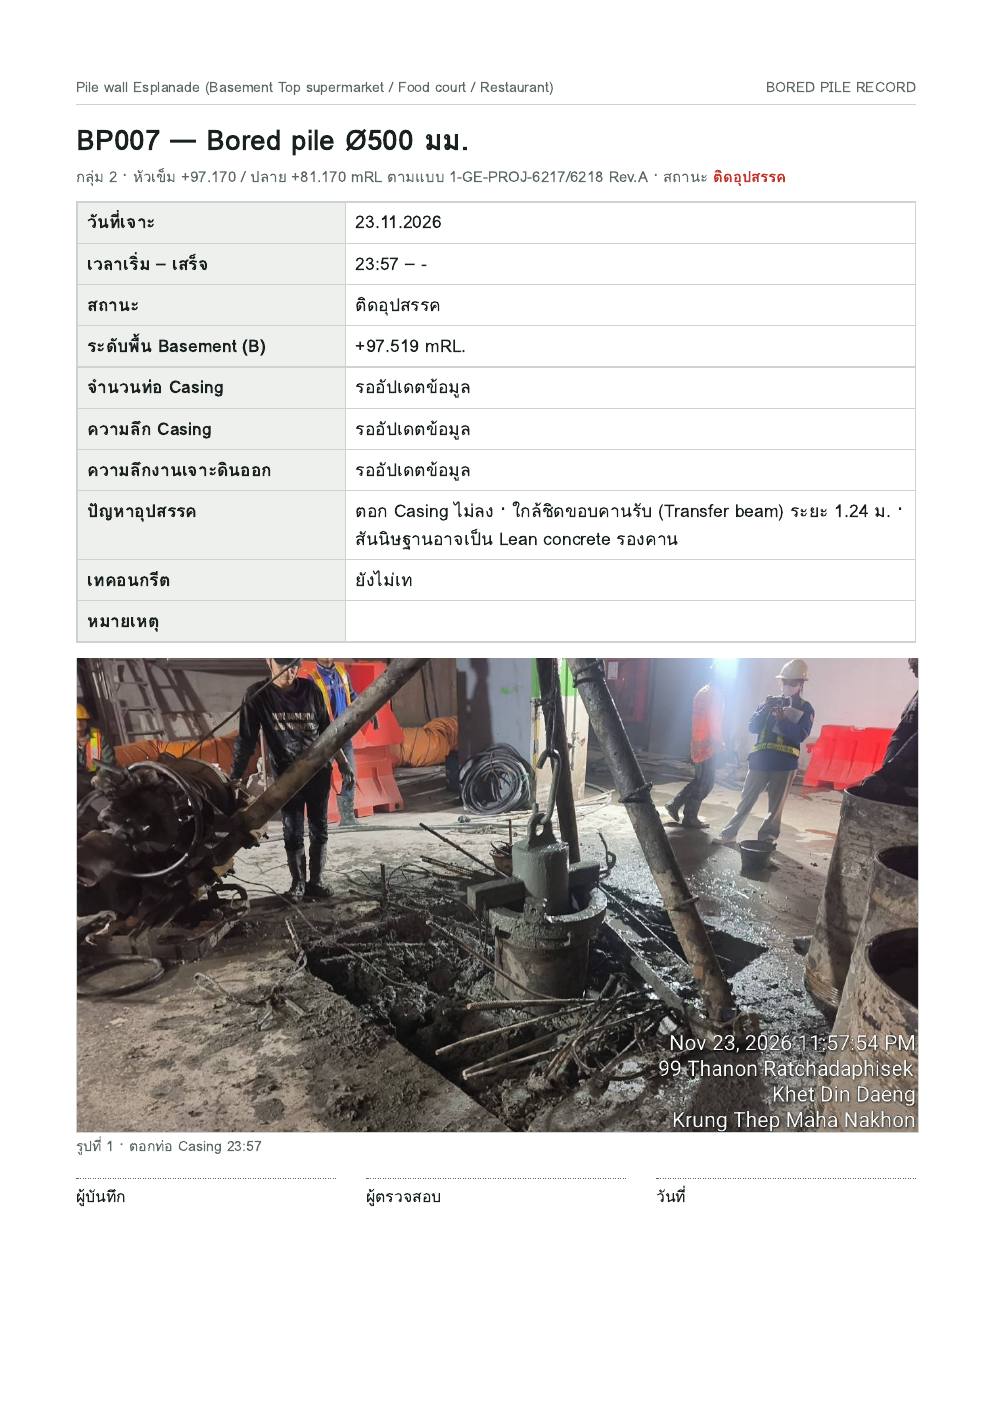 Pile wall Esplanade (Basement Top supermarket / Food court / Restaurant) BORED PILE RECORD
BP007 — Bored pile Ø500 มม.
กลุ่ม 2 · หัวเข็ม +97.170 / ปลาย +81.170 mRL ตามแบบ 1-GE-PROJ-6217/6218 Rev.A · สถานะ ติดอุปสรรค
วันที่เจาะ 23.11.2026
เวลาเริ่ม – เสร็จ 23:57 – -
สถานะ ติดอุปสรรค
ระดับพื้น Basement (B) +97.519 mRL.
จำนวนท่อ Casing รออัปเดตข้อมูล
ความลึก Casing รออัปเดตข้อมูล
ความลึกงานเจาะดินออก รออัปเดตข้อมูล
ปัญหาอุปสรรค ตอก Casing ไม่ลง · ใกล้ชิดขอบคานรับ (Transfer beam) ระยะ 1.24 ม. ·
สันนิษฐานอาจเป็น Lean concrete รองคาน
เทคอนกรีต ยังไม่เท
หมายเหตุ
Nov 23, 2026 11:57:54 PM
99 Thanon Ratchadaphisek
Khet Din Daeng
Krung Thep Maha Nakhon
รูปที่ 1 · ตอกท่อ Casing 23:57
ผู้บันทึก ผู้ตรวจสอบ วันที่